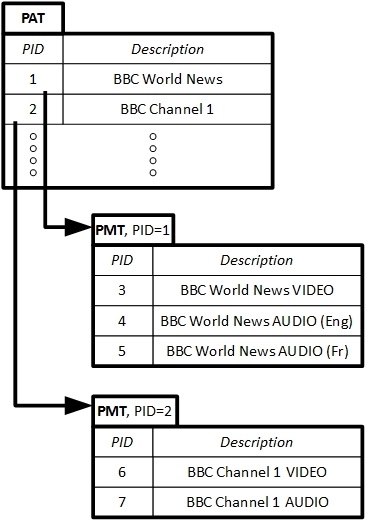 PAT
PID Description
1 BBC World News
2 BBC Channel 1
PMT, PID=1
PID Description
3 BBC World News VIDEO
4 BBC World News AUDIO (Eng)
5 BBC World News AUDIO (Fr)
PMT, PID=2
PID Description
6 BBC Channel 1 VIDEO
7 BBC Channel 1 AUDIO